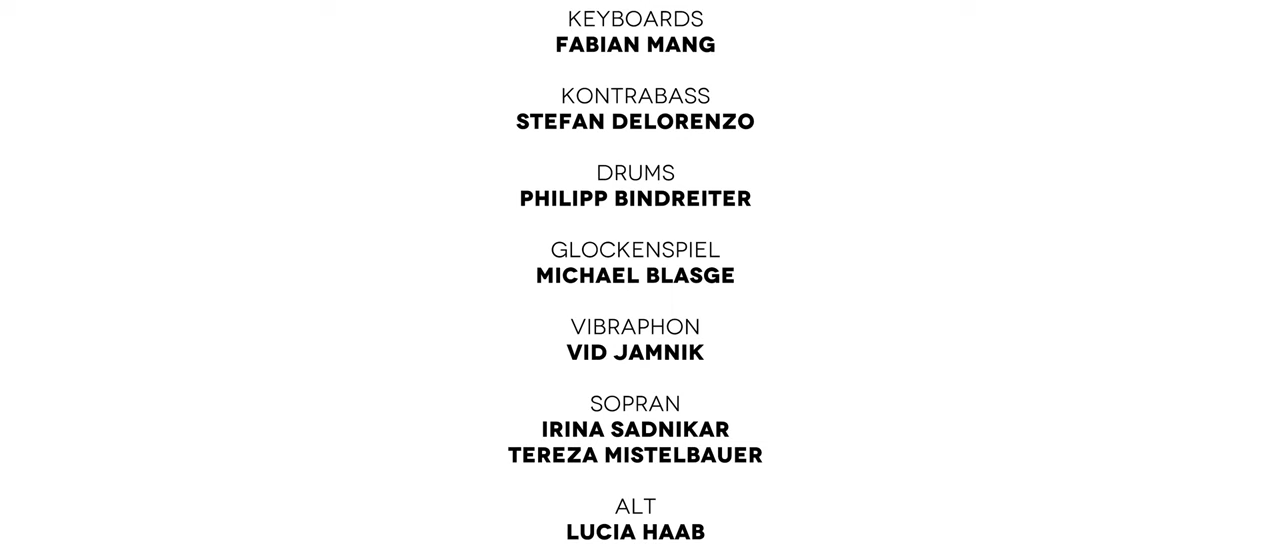 KEYBOARDS
FABIAN MANG
KONTRABASS
STEFAN DELORENZO
DRUMS
PHILIPP BINDREITER
GLOCKENSPIEL
MICHAEL BLASGE
VIBRAPHON
VID JAMNIK
SOPRAN
IRINA SADNIKAR
TEREZA MISTELBAUER
ALT
LUCIA HAAB